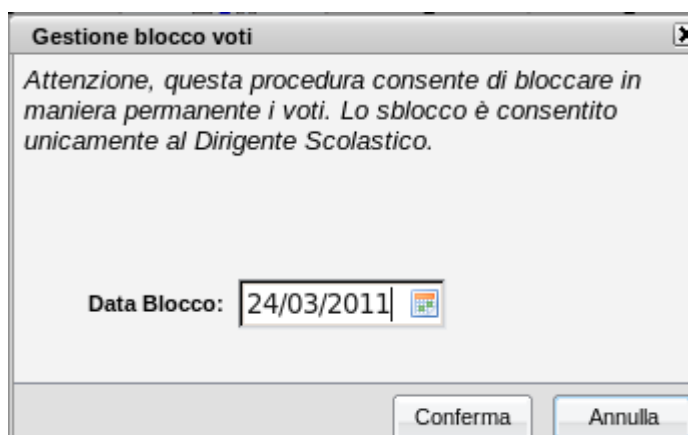 Gestione blocco voti
Attenzione, questa procedura consente di bloccare in
maniera permanente i voti. Lo sblocco è consentito
unicamente al Dirigente Scolastico.
Data Blocco: 24/03/2011
Conferma Annulla